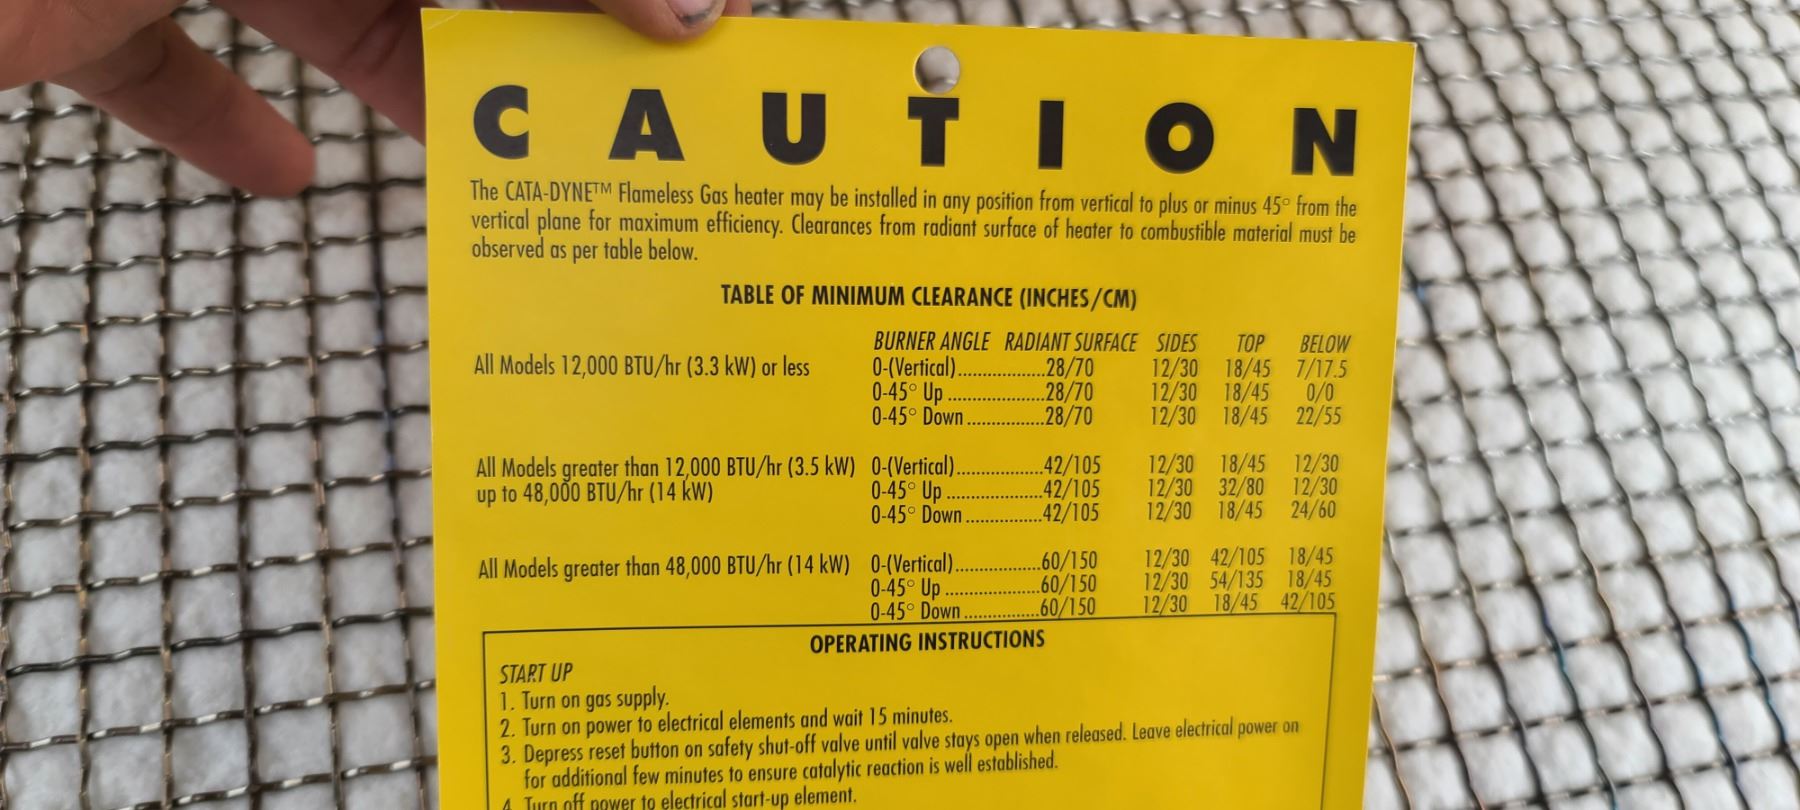 CAUTION
The CATA-DYNE™ Flameless Gas heater may be installed in any position from vertical to plus or minus 45° from the
vertical plane for maximum efficiency. Clearances from radiant surface of heater to combustible material must be
observed as per table below.
TABLE OF MINIMUM CLEARANCE (INCHES/CM)
BURNER ANGLE RADIANT SURFACE SIDES TOP BELOW
All Models 12,000 BTU/hr (3.3 kW) or less 0-(Vertical)..................28/70 12/30 18/45 7/17.5
0-45° Up ....................28/70 12/30 18/45 0/0
0-45° Down ................28/70 12/30 18/45 22/55
All Models greater than 12,000 BTU/hr (3.5 kW) 0-(Vertical)..................42/105 12/30 18/45 12/30
up to 48,000 BTU/hr (14 kW) 0-45° Up ....................42/105 12/30 32/80 12/30
0-45° Down ................42/105 12/30 18/45 24/60
All Models greater than 48,000 BTU/hr (14 kW) 0-(Vertical)..................60/150 12/30 42/105 18/45
0-45° Up ....................60/150 12/30 54/135 18/45
0-45° Down ................60/150 12/30 18/45 42/105
OPERATING INSTRUCTIONS
START UP
1. Turn on gas supply.
2. Turn on power to electrical elements and wait 15 minutes.
3. Depress reset button on safety shut-off valve until valve stays open when released. Leave electrical power on
for additional few minutes to ensure catalytic reaction is well established.
4. Turn off power to electrical start-up element.